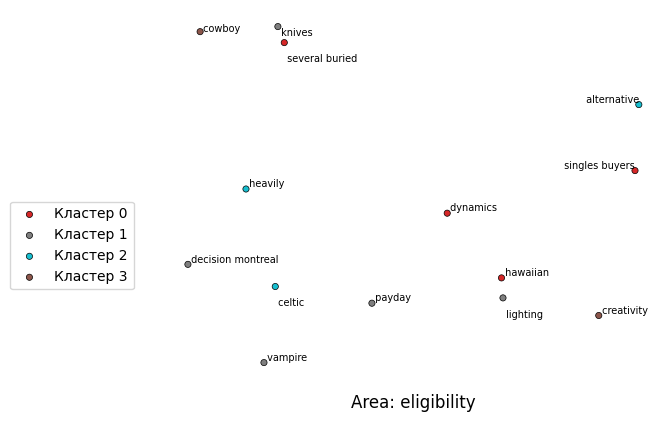 cowboy
knives
several buried
alternative
singles buyers
heavily
dynamics
Кластер 0
Кластер 1
Кластер 2
Кластер 3
decision montreal
hawaiian
celtic
payday
lighting
creativity
vampire
Area: eligibility